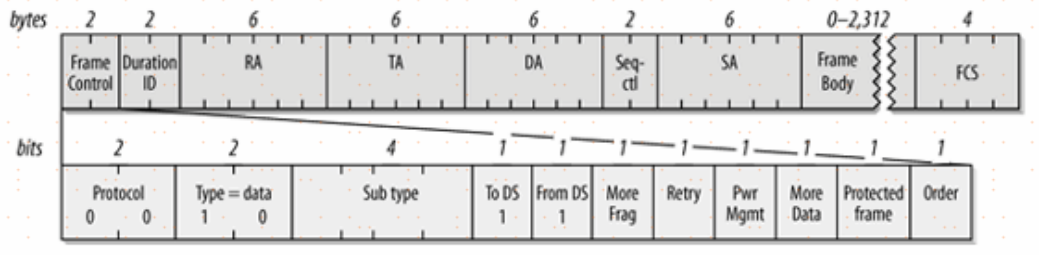 bytes 2 2 6 6 6 2 6 0–2,312 4
Frame Control Duration ID RA TA DA Seq-ctl SA Frame Body FCS
bits 2 2 4 1 1 1 1 1 1 1 1
Protocol Type = data Sub type To DS From DS More Frag Retry Pwr Mgmt More Data Protected frame Order
0 0 1 0 1 1